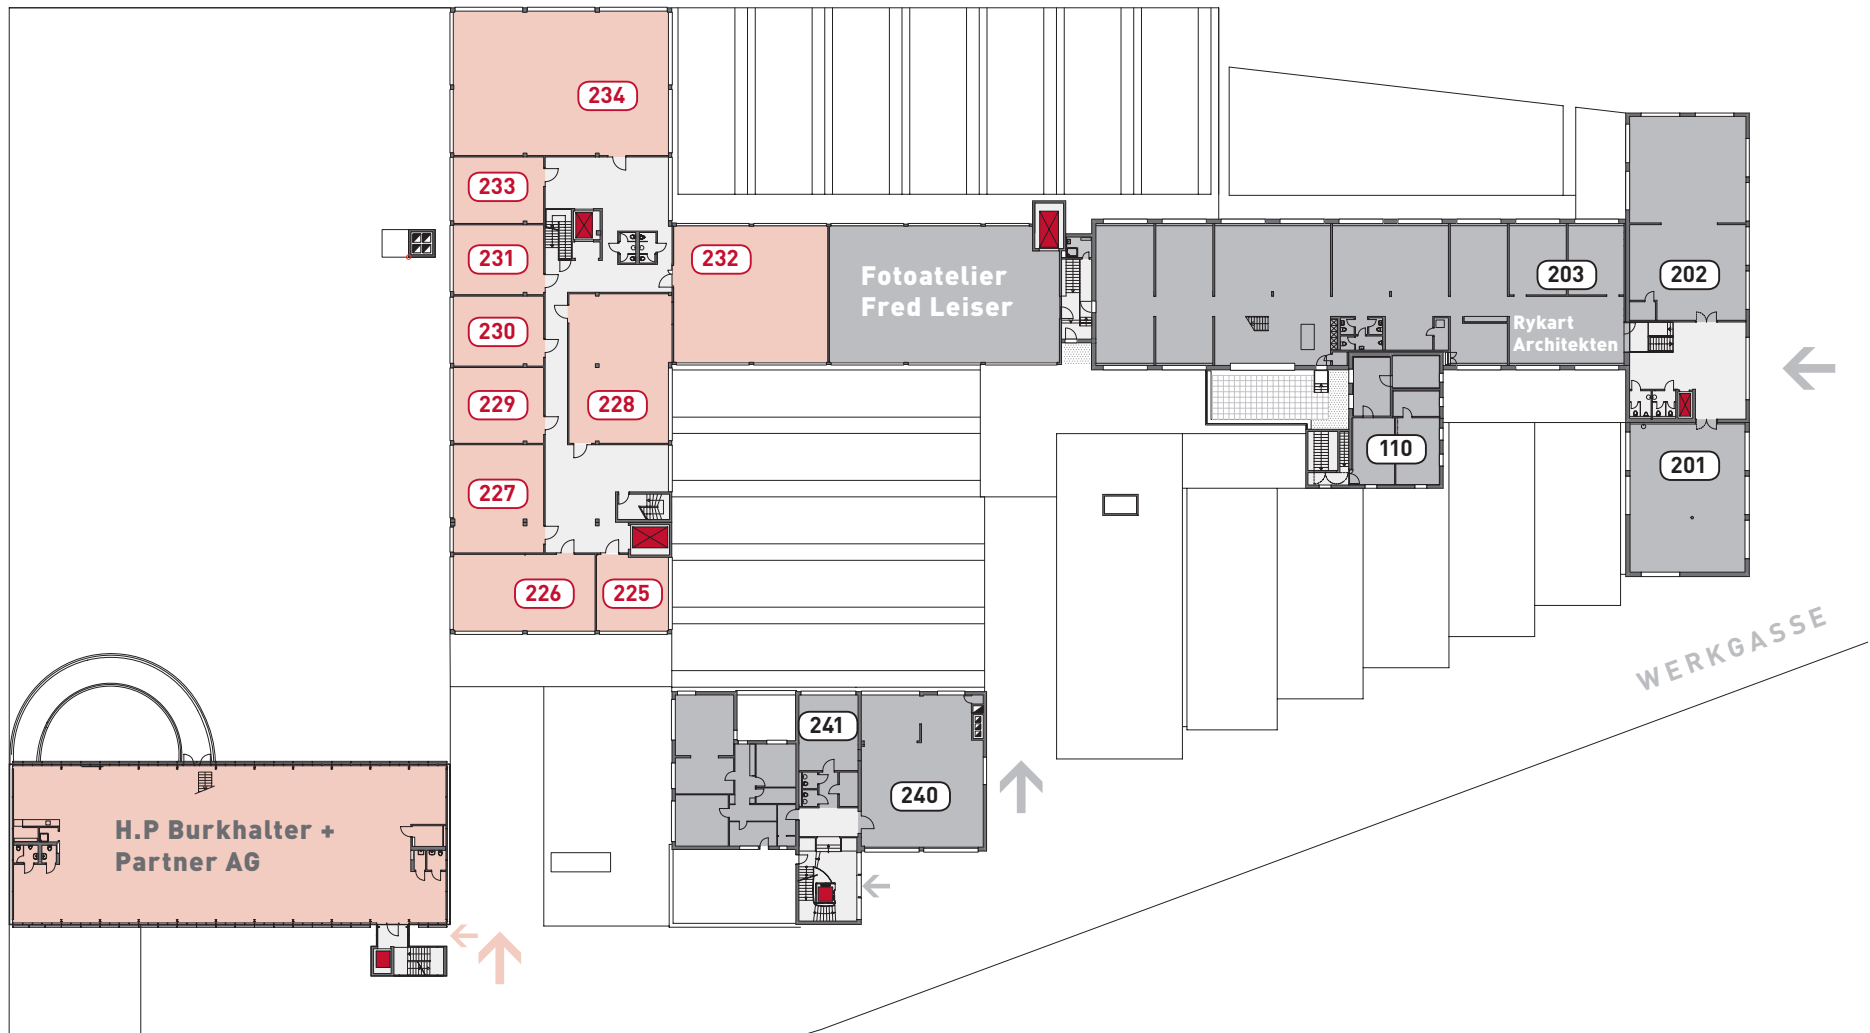 234
233
231
232
Fotoatelier
Fred Leiser
203
202
230
Rykart
Architekten
229
228
110
201
227
226
225
WERKGASSE
241
240
H.P Burkhalter +
Partner AG